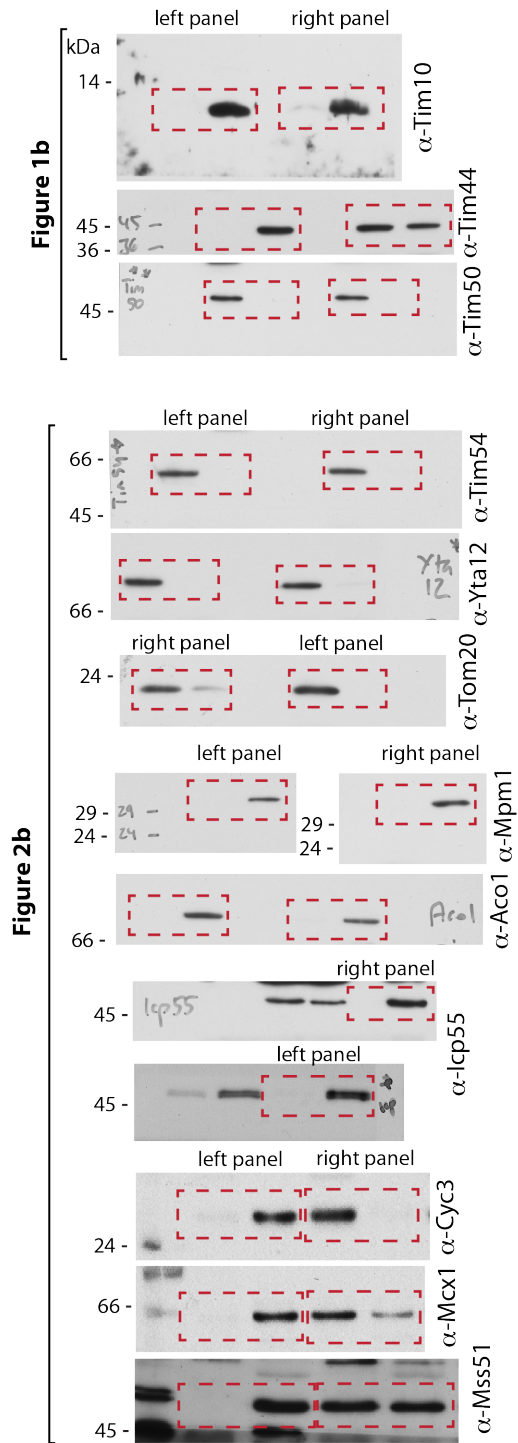 left panel right panel
kDa
14 -
α-Tim10
Figure 1b
45 - 45
36 - 36
α-Tim44
Tim
50
45 -
α-Tim50
left panel right panel
66 -
45 -
Tim54
α-Tim54
Yta
12
66 -
α-Yta12
right panel left panel
24 -
α-Tom20
left panel right panel
29 - 29
24 - 24
29 -
24 -
α-Mpm1
Figure 2b
Aco1
66 -
α-Aco1
right panel
45 - Icp55
left panel
45 -
α-Icp55
left panel right panel
24 -
α-Cyc3
66 -
α-Mcx1
45 -
α-Mss51